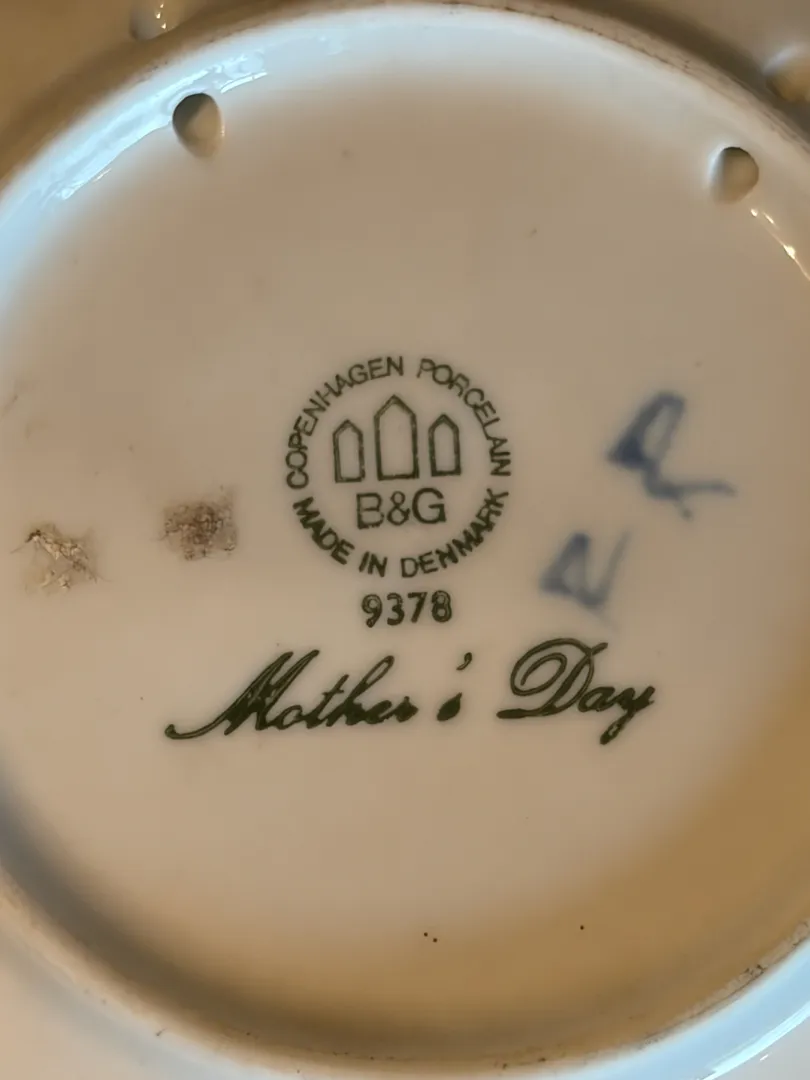 COPENHAGEN PORCELAIN
B&G
MADE IN DENMARK
9378
Mother's Day